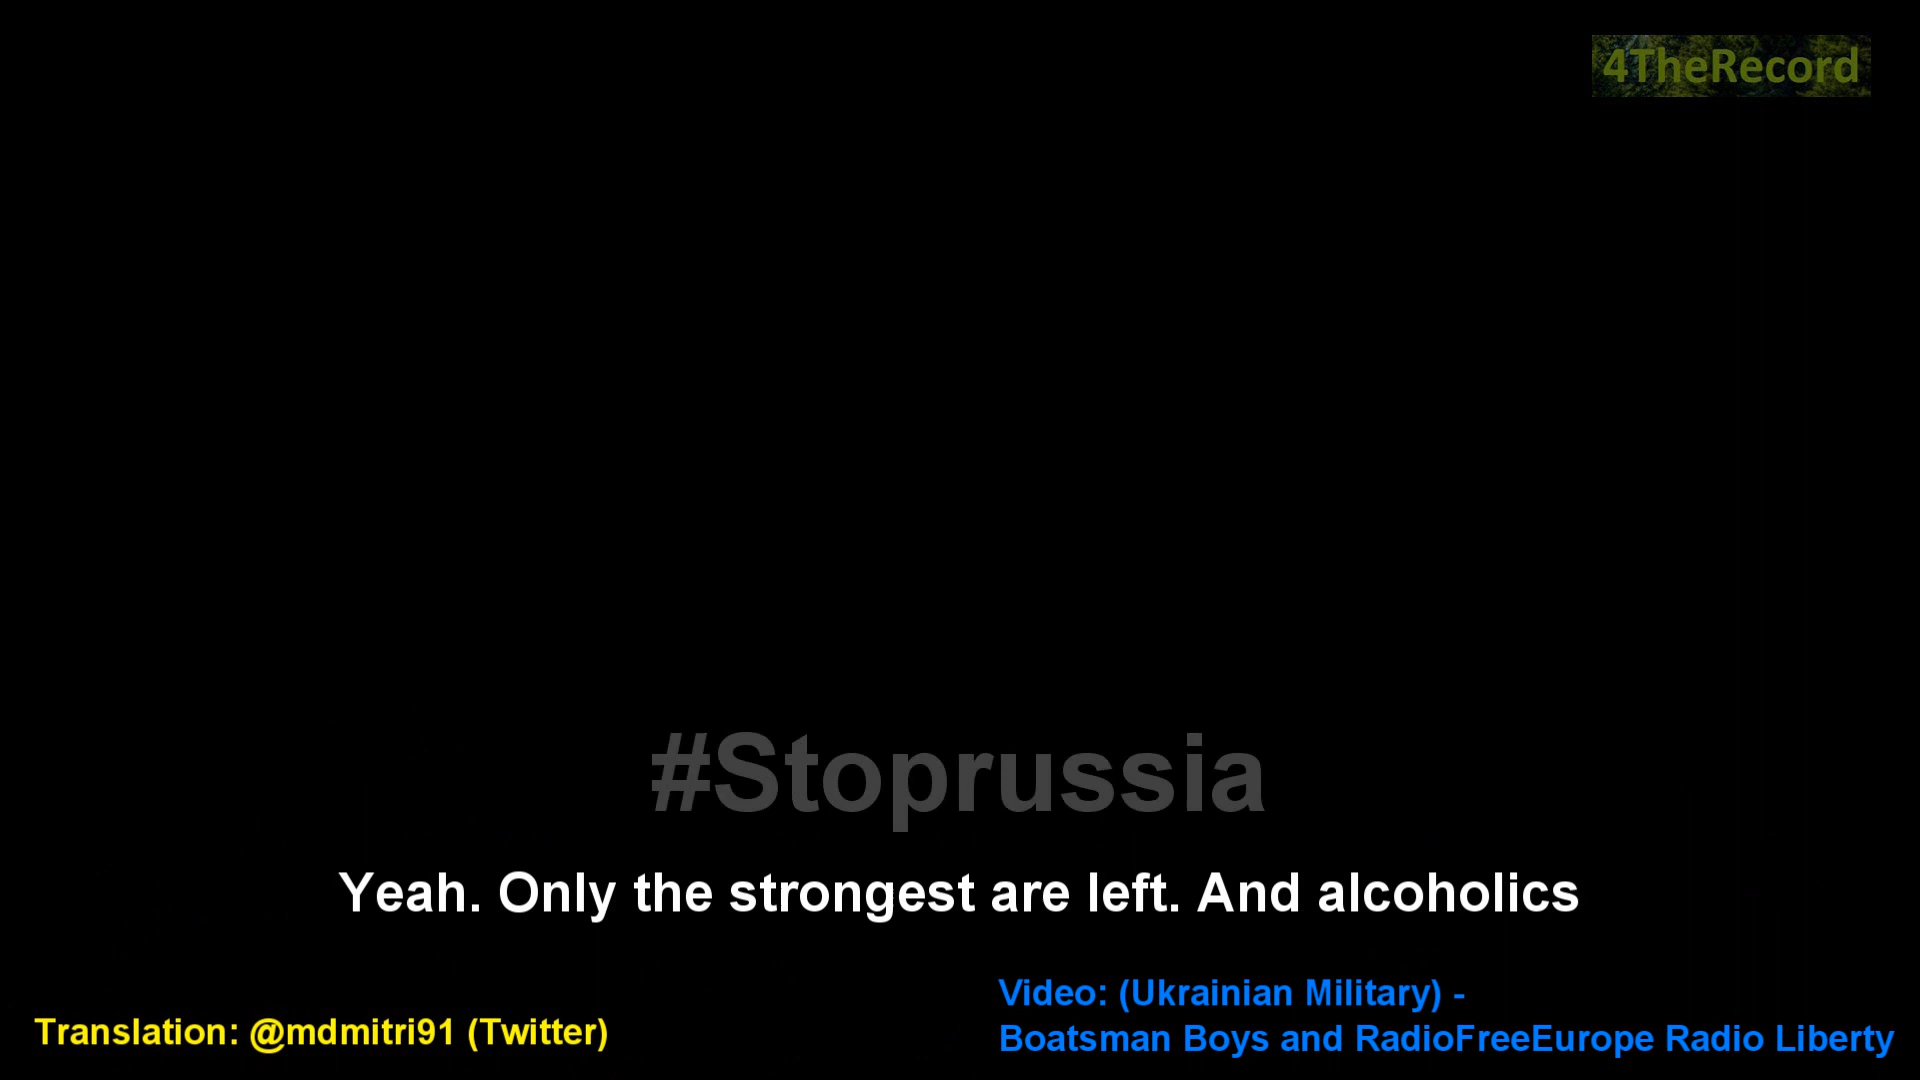 4TheRecord
#Stoprussia
Yeah. Only the strongest are left. And alcoholics
Video: (Ukrainian Military) -
Translation: @mdmitri91 (Twitter)
Boatsman Boys and RadioFreeEurope Radio Liberty